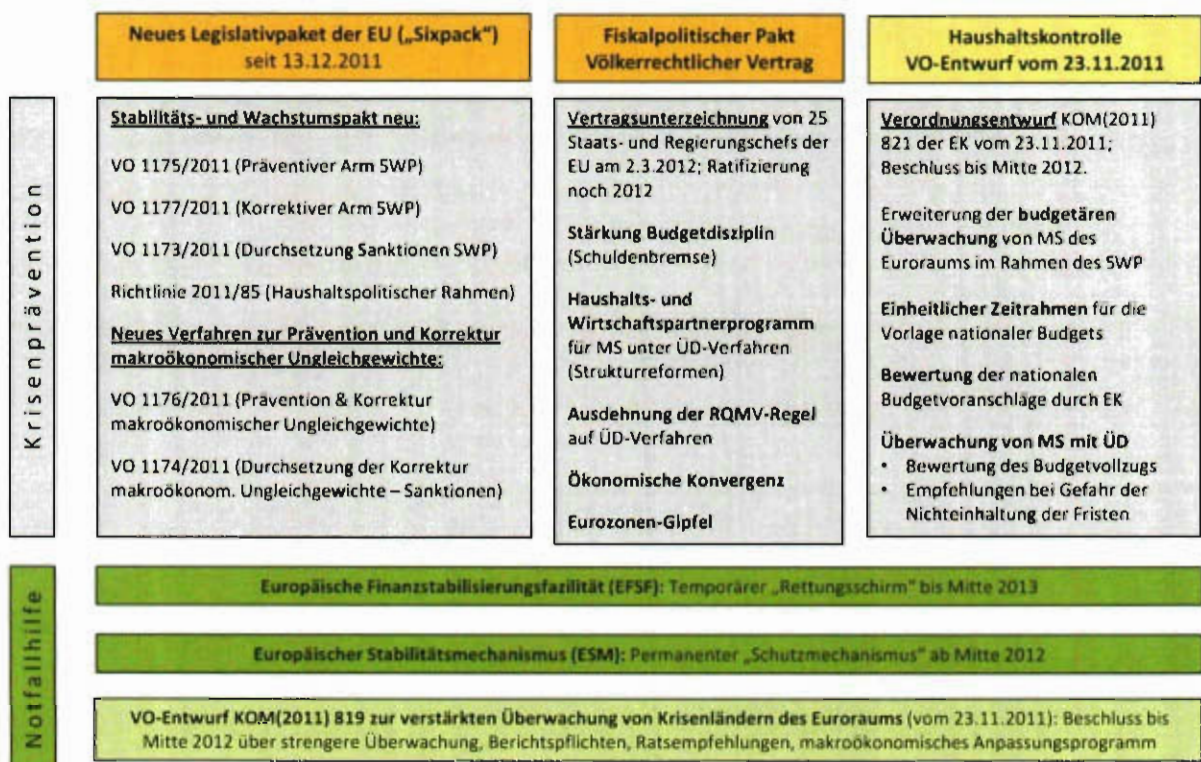 Neues Legislativpaket der EU („Sixpack“)
seit 13.12.2011
Fiskalpolitischer Pakt
Völkerrechtlicher Vertrag
Haushaltskontrolle
VO-Entwurf vom 23.11.2011
Krisenprävention
Stabilitäts- und Wachstumspakt neu:
VO 1175/2011 (Präventiver Arm SWP)
VO 1177/2011 (Korrektiver Arm SWP)
VO 1173/2011 (Durchsetzung Sanktionen SWP)
Richtlinie 2011/85 (Haushaltspolitischer Rahmen)
Neues Verfahren zur Prävention und Korrektur
makroökonomischer Ungleichgewichte:
VO 1176/2011 (Prävention & Korrektur
makroökonomischer Ungleichgewichte)
VO 1174/2011 (Durchsetzung der Korrektur
makroökonom. Ungleichgewichte – Sanktionen)
Vertragsunterzeichnung von 25
Staats- und Regierungschefs der
EU am 2.3.2012; Ratifizierung
noch 2012
Stärkung Budgetdisziplin
(Schuldenbremse)
Haushalts- und
Wirtschaftspartnerprogramm
für MS unter ÜD-Verfahren
(Strukturreformen)
Ausdehnung der RQMV-Regel
auf ÜD-Verfahren
Ökonomische Konvergenz
Eurozonen-Gipfel
Verordnungsentwurf KOM(2011)
821 der EK vom 23.11.2011;
Beschluss bis Mitte 2012.
Erweiterung der budgetären
Überwachung von MS des
Euroraums im Rahmen des SWP
Einheitlicher Zeitrahmen für die
Vorlage nationaler Budgets
Bewertung der nationalen
Budgetvoranschläge durch EK
Überwachung von MS mit ÜD
• Bewertung des Budgetvollzugs
• Empfehlungen bei Gefahr der
Nichteinhaltung der Fristen
Notfallhilfe
Europäische Finanzstabilisierungsfazilität (EFSF): Temporärer „Rettungsschirm“ bis Mitte 2013
Europäischer Stabilitätsmechanismus (ESM): Permanenter „Schutzmechanismus“ ab Mitte 2012
VO-Entwurf KOM(2011) 819 zur verstärkten Überwachung von Krisenländern des Euroraums (vom 23.11.2011): Beschluss bis
Mitte 2012 über strengere Überwachung, Berichtspflichten, Ratsempfehlungen, makroökonomisches Anpassungsprogramm